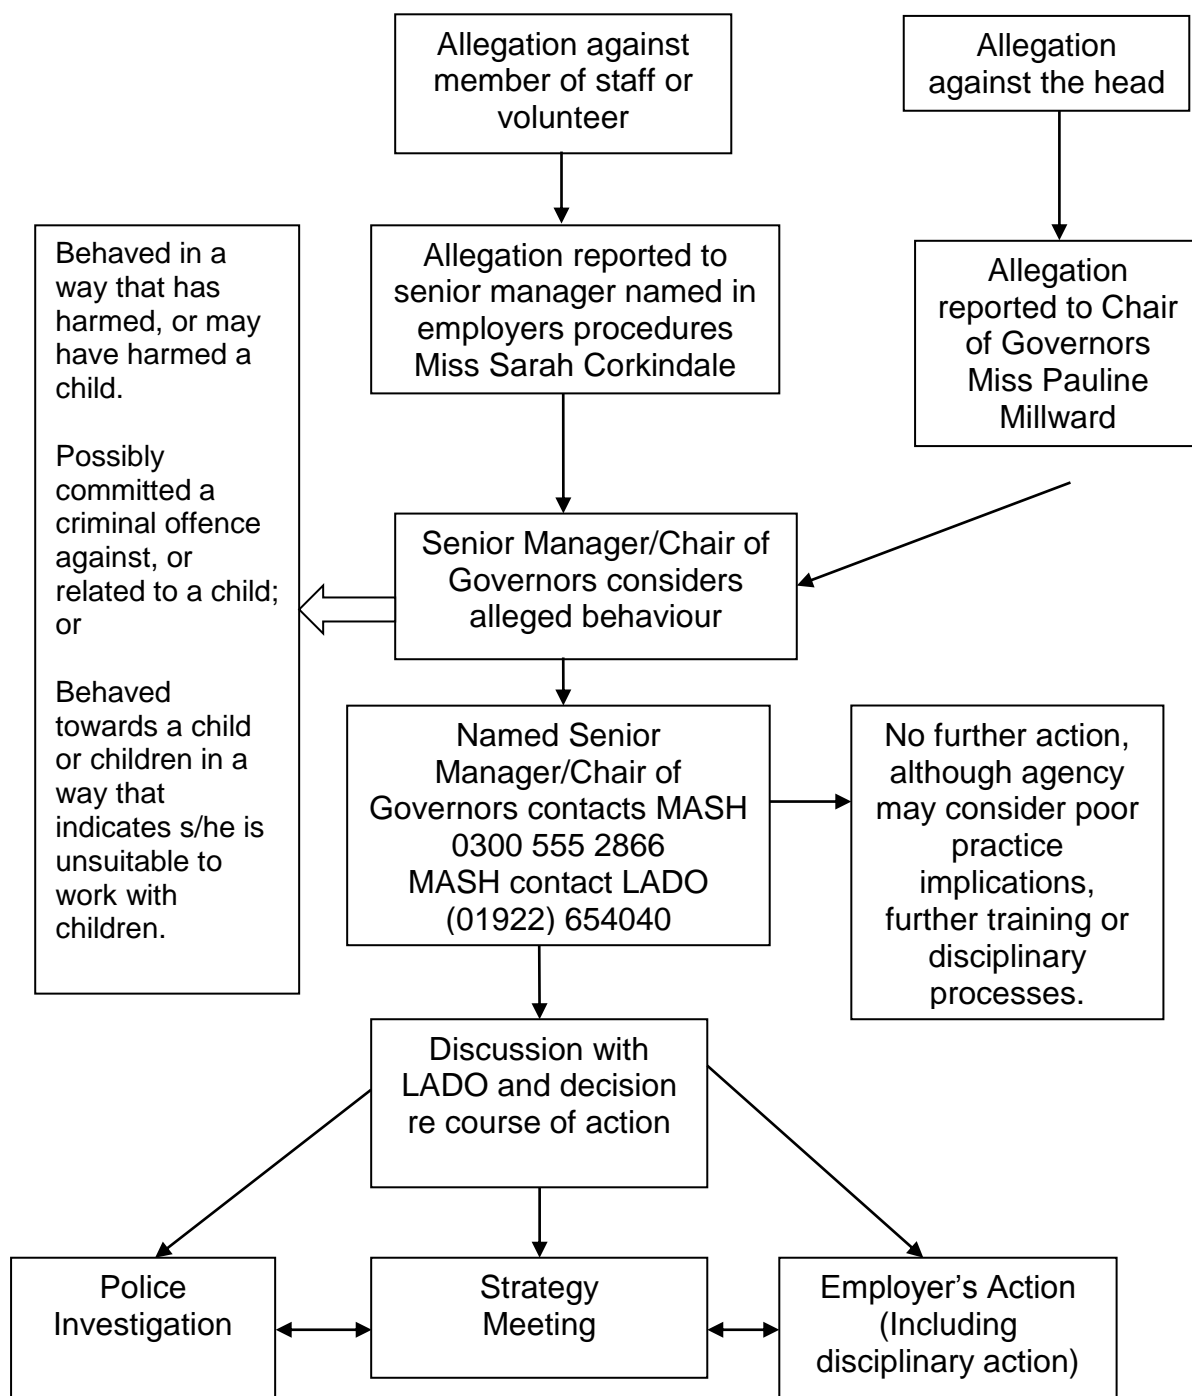 Allegation against
member of staff or
volunteer
Allegation
against the head
Allegation reported to
senior manager named in
employers procedures
Miss Sarah Corkindale
Allegation
reported to Chair
of Governors
Miss Pauline
Millward
Behaved in a
way that has
harmed, or may
have harmed a
child.
Possibly
committed a
criminal offence
against, or
related to a child;
or
Behaved
towards a child
or children in a
way that
indicates s/he is
unsuitable to
work with
children.
Senior Manager/Chair of
Governors considers
alleged behaviour
Named Senior
Manager/Chair of
Governors contacts MASH
0300 555 2866
MASH contact LADO
(01922) 654040
No further action,
although agency
may consider poor
practice
implications,
further training or
disciplinary
processes.
Discussion with
LADO and decision
re course of action
Police
Investigation
Strategy
Meeting
Employer’s Action
(Including
disciplinary action)